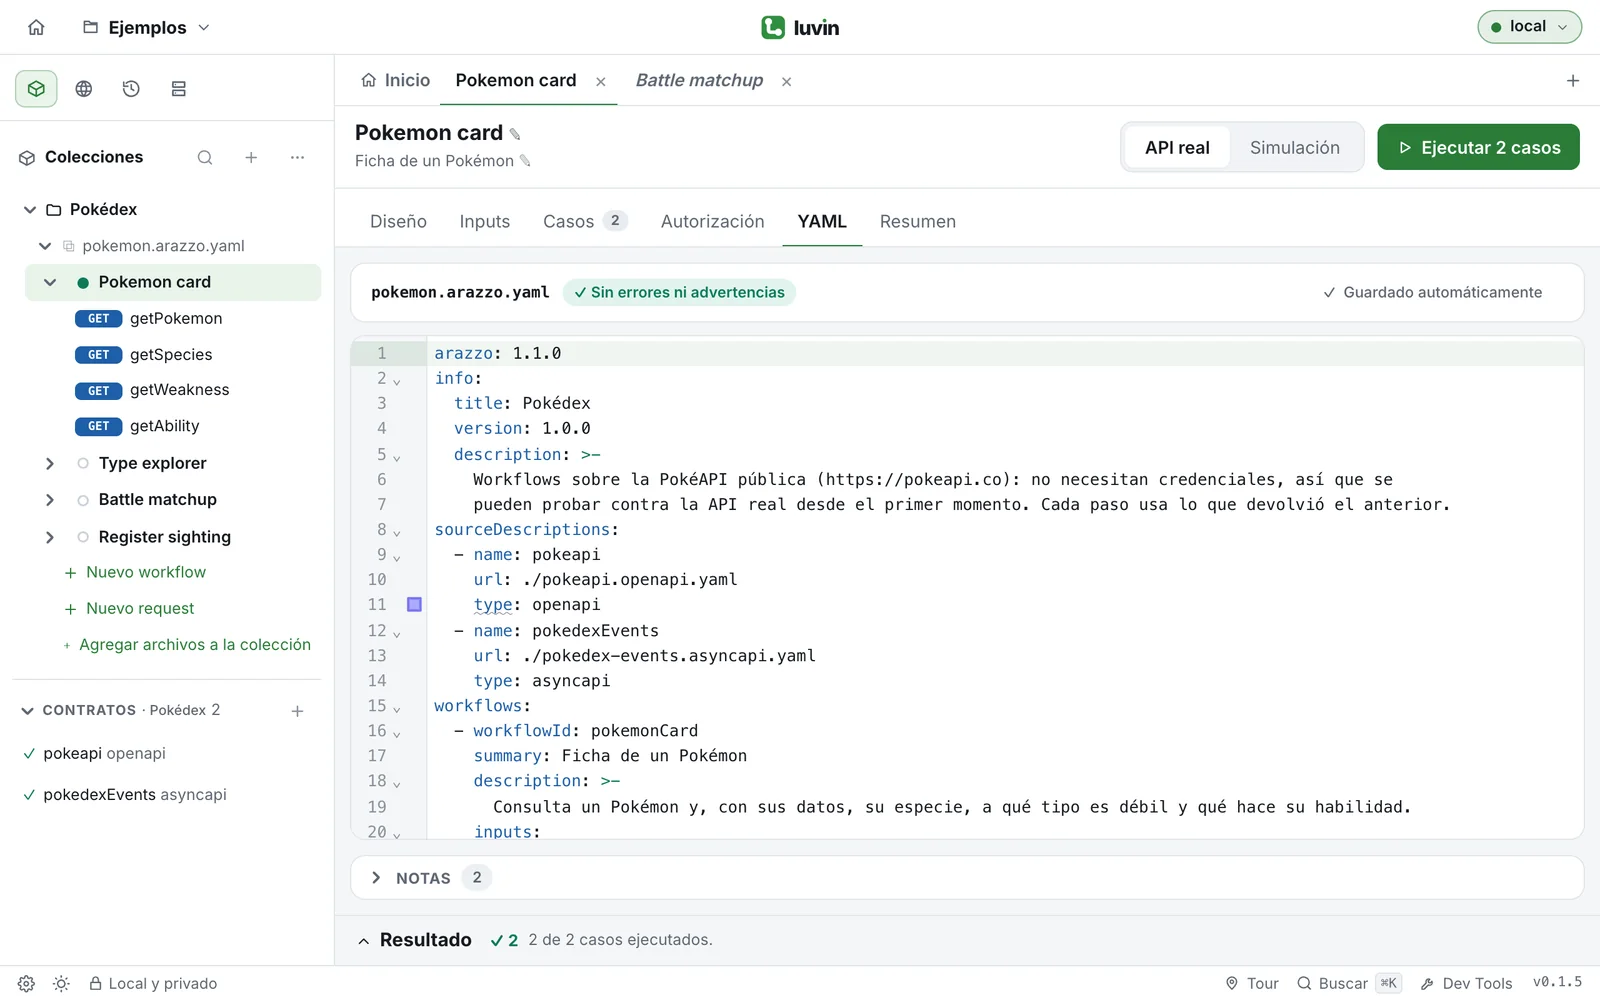 Ejemplos
luvin
local
Inicio
Pokemon card
Battle matchup
Colecciones
Pokédex
pokemon.arazzo.yaml
Pokemon card
GET getPokemon
GET getSpecies
GET getWeakness
GET getAbility
Type explorer
Battle matchup
Register sighting
+ Nuevo workflow
+ Nuevo request
+ Agregar archivos a la colección
CONTRATOS · Pokédex 2
pokeapi openapi
pokedexEvents asyncapi
Pokemon card
Ficha de un Pokémon
API real
Simulación
Ejecutar 2 casos
Diseño
Inputs
Casos 2
Autorización
YAML
Resumen
pokemon.arazzo.yaml
Sin errores ni advertencias
Guardado automáticamente
1 arazzo: 1.1.0
2 info:
3 title: Pokédex
4 version: 1.0.0
5 description: >-
6 Workflows sobre la PokéAPI pública (https://pokeapi.co): no necesitan credenciales, así que se
7 pueden probar contra la API real desde el primer momento. Cada paso usa lo que devolvió el anterior.
8 sourceDescriptions:
9 - name: pokeapi
10 url: ./pokeapi.openapi.yaml
11 type: openapi
12 - name: pokedexEvents
13 url: ./pokedex-events.asyncapi.yaml
14 type: asyncapi
15 workflows:
16 - workflowId: pokemonCard
17 summary: Ficha de un Pokémon
18 description: >-
19 Consulta un Pokémon y, con sus datos, su especie, a qué tipo es débil y qué hace su habilidad.
20 inputs:
NOTAS 2
Resultado
2
2 de 2 casos ejecutados.
Local y privado
Tour
Buscar ⌘K
Dev Tools
v0.1.5